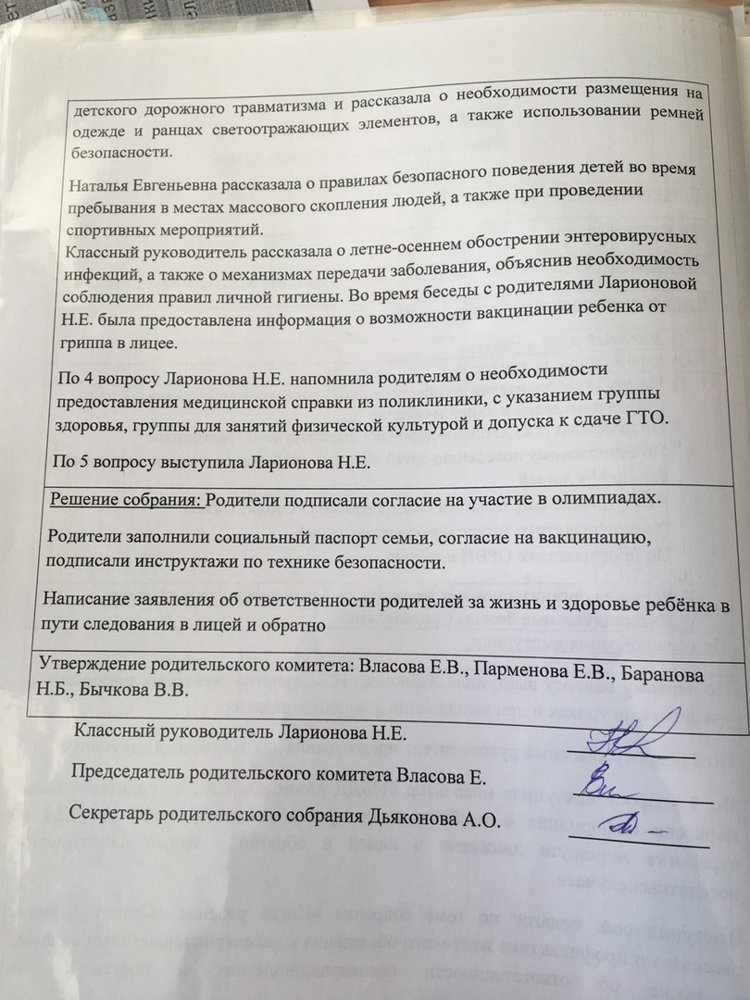 детского дорожного травматизма и рассказала о необходимости размещения на
одежде и ранцах светоотражающих элементов, а также использовании ремней
безопасности.
Наталья Евгеньевна рассказала о правилах безопасного поведения детей во время
пребывания в местах массового скопления людей, а также при проведении
спортивных мероприятий.
Классный руководитель рассказала о летне-осеннем обострении энтеровирусных
инфекций, а также о механизмах передачи заболевания, объяснив необходимость
соблюдения правил личной гигиены. Во время беседы с родителями Ларионовой
Н.Е. была предоставлена информация о возможности вакцинации ребенка от
гриппа в лицее.
По 4 вопросу Ларионова Н.Е. напомнила родителям о необходимости
предоставления медицинской справки из поликлиники, с указанием группы
здоровья, группы для занятий физической культурой и допуска к сдаче ГТО.
По 5 вопросу выступила Ларионова Н.Е.
Решение собрания: Родители подписали согласие на участие в олимпиадах.
Родители заполнили социальный паспорт семьи, согласие на вакцинацию,
подписали инструктажи по технике безопасности.
Написание заявления об ответственности родителей за жизнь и здоровье ребёнка в
пути следования в лицей и обратно
Утверждение родительского комитета: Власова Е.В., Парменова Е.В., Баранова
Н.Б., Бычкова В.В.
Классный руководитель Ларионова Н.Е.
Председатель родительского комитета Власова Е.
Секретарь родительского собрания Дьяконова А.О.